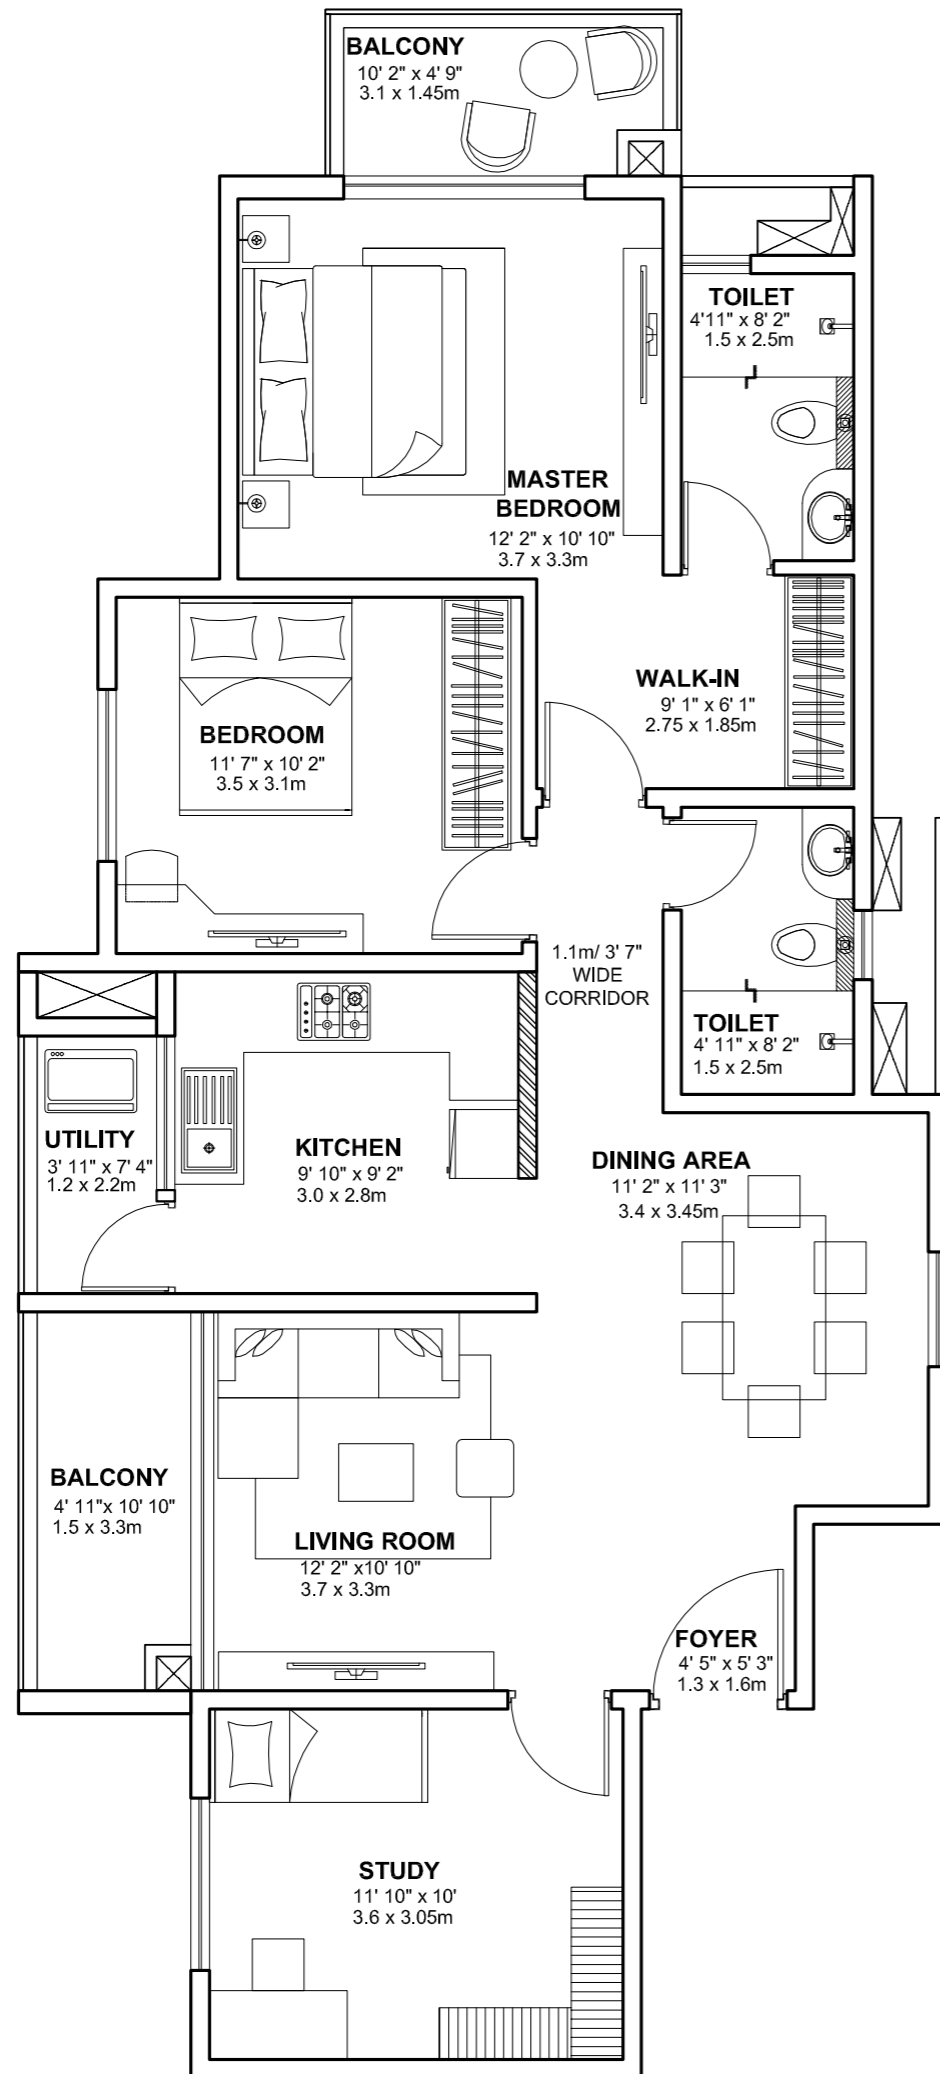 BALCONY
10' 2" x 4' 9"
3.1 x 1.45m
TOILET
4'11" x 8' 2"
1.5 x 2.5m
MASTER
BEDROOM
12' 2" x 10' 10"
3.7 x 3.3m
WALK-IN
9' 1" x 6' 1"
2.75 x 1.85m
BEDROOM
11' 7" x 10' 2"
3.5 x 3.1m
1.1m/ 3' 7"
WIDE
CORRIDOR
TOILET
4' 11" x 8' 2"
1.5 x 2.5m
UTILITY
3' 11" x 7' 4"
1.2 x 2.2m
KITCHEN
9' 10" x 9' 2"
3.0 x 2.8m
DINING AREA
11' 2" x 11' 3"
3.4 x 3.45m
BALCONY
4' 11"x 10' 10"
1.5 x 3.3m
LIVING ROOM
12' 2" x10' 10"
3.7 x 3.3m
FOYER
4' 5" x 5' 3"
1.3 x 1.6m
STUDY
11' 10" x 10'
3.6 x 3.05m